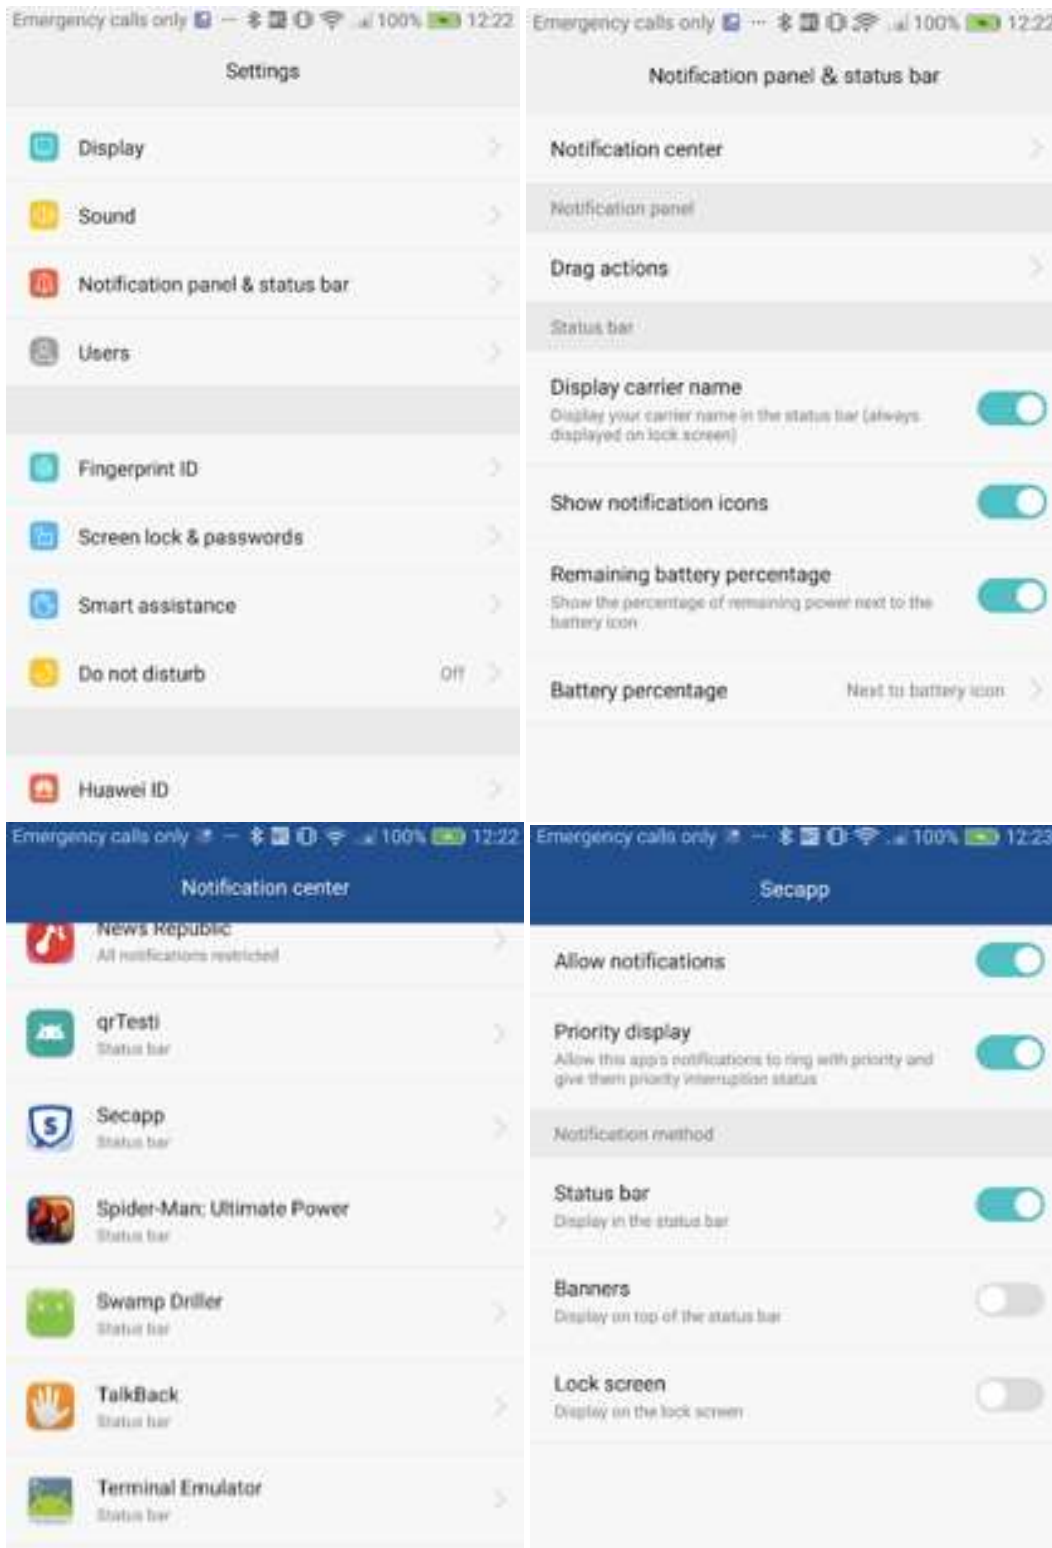 Emergency calls only 100% 12:22
Settings
Display
Sound
Notification panel & status bar
Users
Fingerprint ID
Screen lock & passwords
Smart assistance
Do not disturb Off
Huawei ID
Emergency calls only 100% 12:22
Notification panel & status bar
Notification center
Notification panel
Drag actions
Status bar
Display carrier name
Display your carrier name in the status bar (always
displayed on lock screen)
Show notification icons
Remaining battery percentage
Show the percentage of remaining power next to the
battery icon
Battery percentage Next to battery icon
Emergency calls only 100% 12:22
Notification center
News Republic
All notifications restricted
qrTesti
Status bar
Secapp
Status bar
Spider-Man: Ultimate Power
Status bar
Swamp Driller
Status bar
TalkBack
Status bar
Terminal Emulator
Status bar
Emergency calls only 100% 12:23
Secapp
Allow notifications
Priority display
Allow this app's notifications to ring with priority and
give them priority interruption status
Notification method
Status bar
Display in the status bar
Banners
Display on top of the status bar
Lock screen
Display on the lock screen